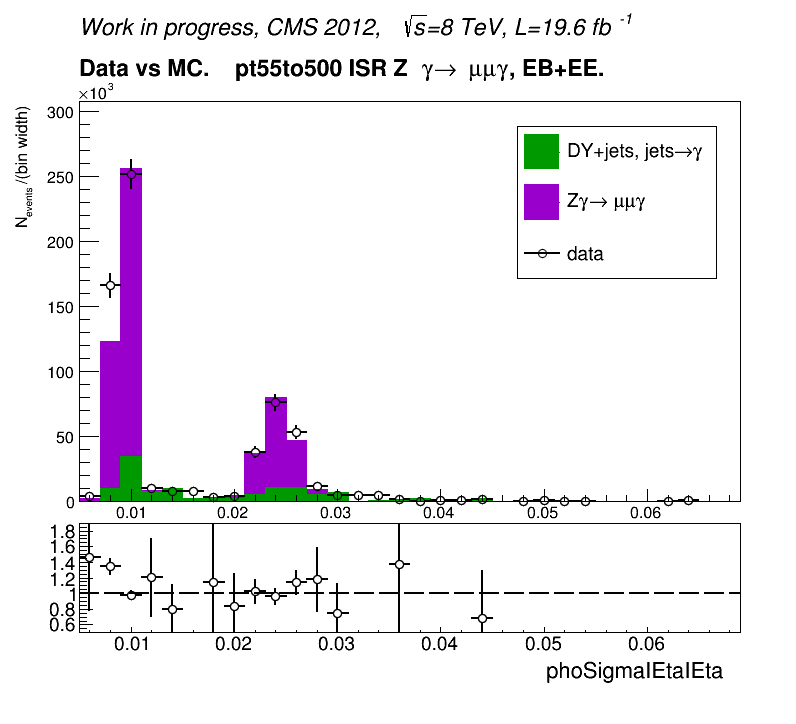 Work in progress, CMS 2012, √s=8 TeV, L=19.6 fb⁻¹
Data vs MC. pt55to500 ISR Z γ→ μμγ, EB+EE.
×10³
N_events /(bin width)
300
250
200
150
100
50
0
DY+jets, jets→γ
Zγ→ μμγ
data
0.01 0.02 0.03 0.04 0.05 0.06
1.8
1.6
1.4
1.2
1
0.8
0.6
0.01 0.02 0.03 0.04 0.05 0.06
phoSigmaIEtaIEta